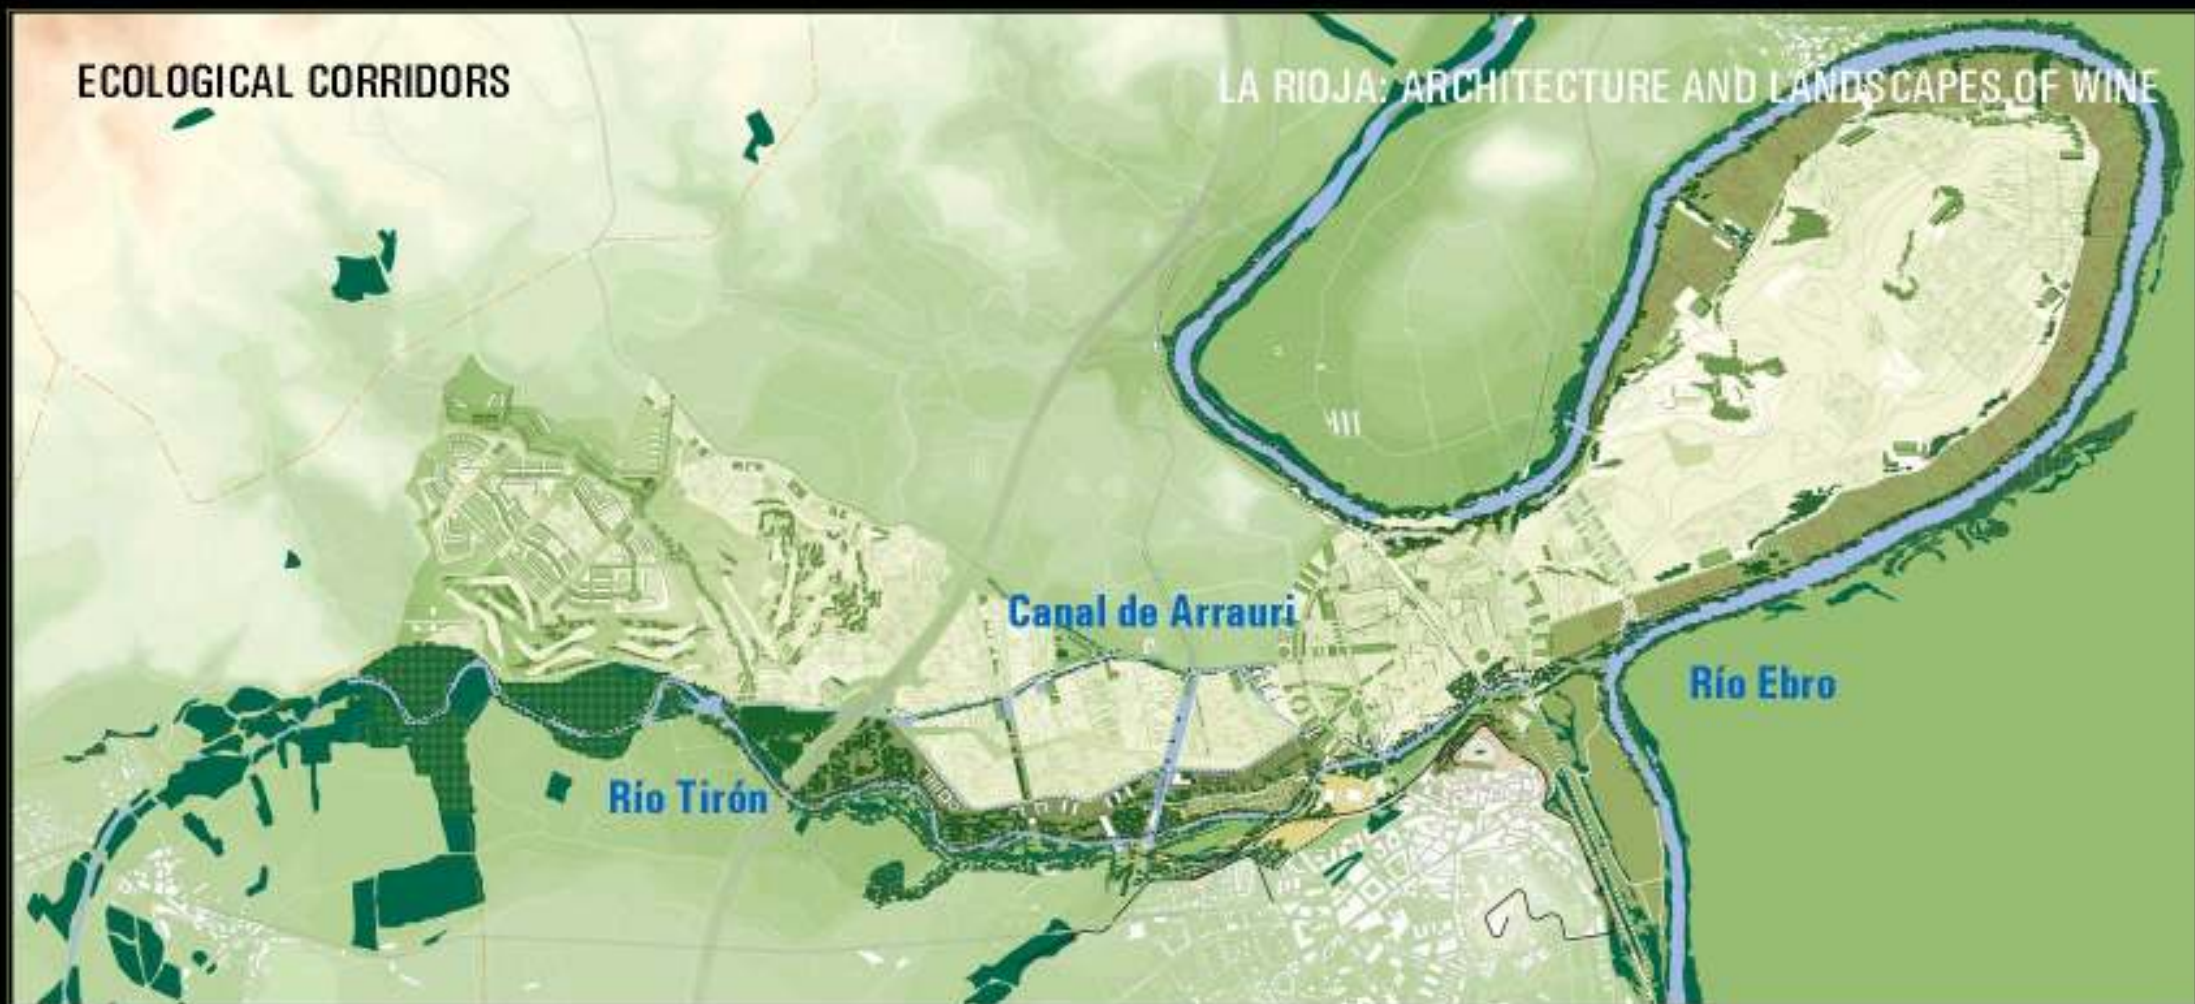 ECOLOGICAL CORRIDORS
LA RIOJA: ARCHITECTURE AND LANDSCAPES OF WINE
Canal de Arrauri
Río Ebro
Río Tirón